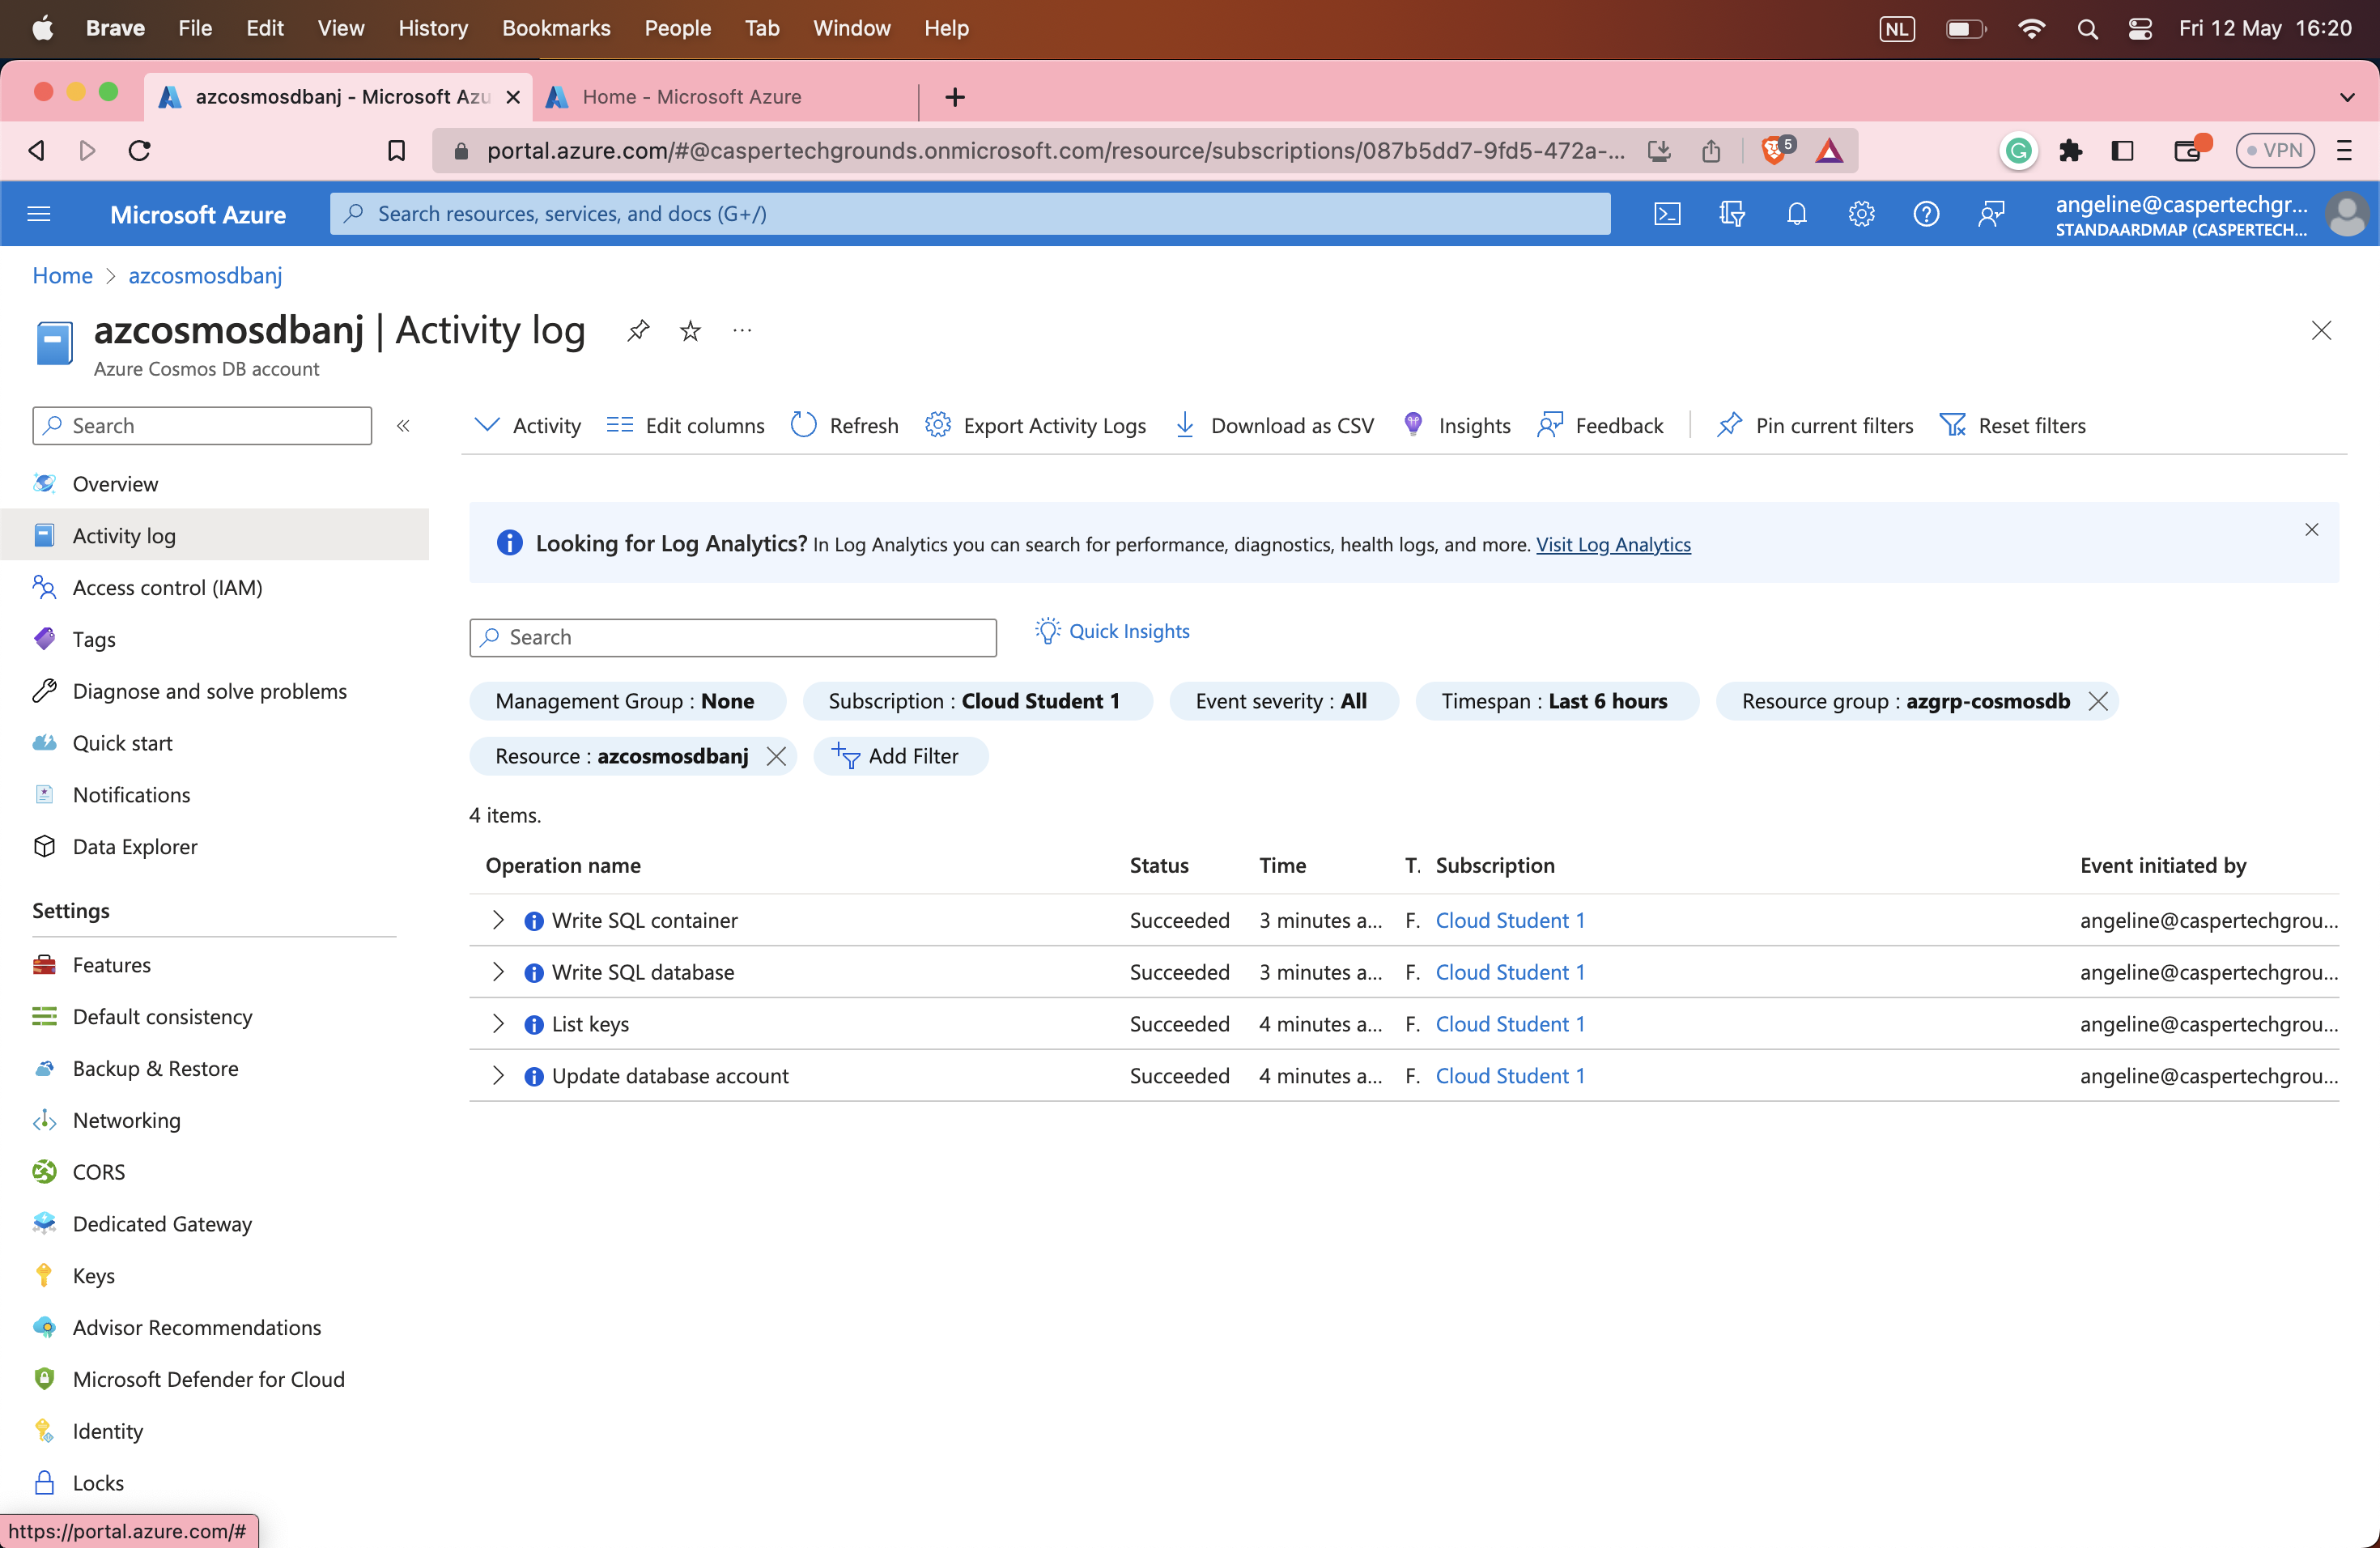 Brave File Edit View History Bookmarks People Tab Window Help NL Fri 12 May 16:20
azcosmosdbanj - Microsoft Azu Home - Microsoft Azure
portal.azure.com/#@caspertechgrounds.onmicrosoft.com/resource/subscriptions/087b5dd7-9fd5-472a-... 5 VPN
Microsoft Azure Search resources, services, and docs (G+/) angeline@caspertechgr...
STANDAARDMAP (CASPERTECH...
Home > azcosmosdbanj
azcosmosdbanj | Activity log ...
Azure Cosmos DB account
Search «
Activity Edit columns Refresh Export Activity Logs Download as CSV Insights Feedback Pin current filters Reset filters
Overview
Activity log
Access control (IAM)
Tags
Diagnose and solve problems
Quick start
Notifications
Data Explorer
Settings
Features
Default consistency
Backup & Restore
Networking
CORS
Dedicated Gateway
Keys
Advisor Recommendations
Microsoft Defender for Cloud
Identity
Locks
https://portal.azure.com/#
Looking for Log Analytics? In Log Analytics you can search for performance, diagnostics, health logs, and more. Visit Log Analytics
Search Quick Insights
Management Group : None Subscription : Cloud Student 1 Event severity : All Timespan : Last 6 hours Resource group : azgrp-cosmosdb
Resource : azcosmosdbanj Add Filter
4 items.
Operation name Status Time T. Subscription Event initiated by
Write SQL container Succeeded 3 minutes a... F. Cloud Student 1 angeline@caspertechgrou...
Write SQL database Succeeded 3 minutes a... F. Cloud Student 1 angeline@caspertechgrou...
List keys Succeeded 4 minutes a... F. Cloud Student 1 angeline@caspertechgrou...
Update database account Succeeded 4 minutes a... F. Cloud Student 1 angeline@caspertechgrou...